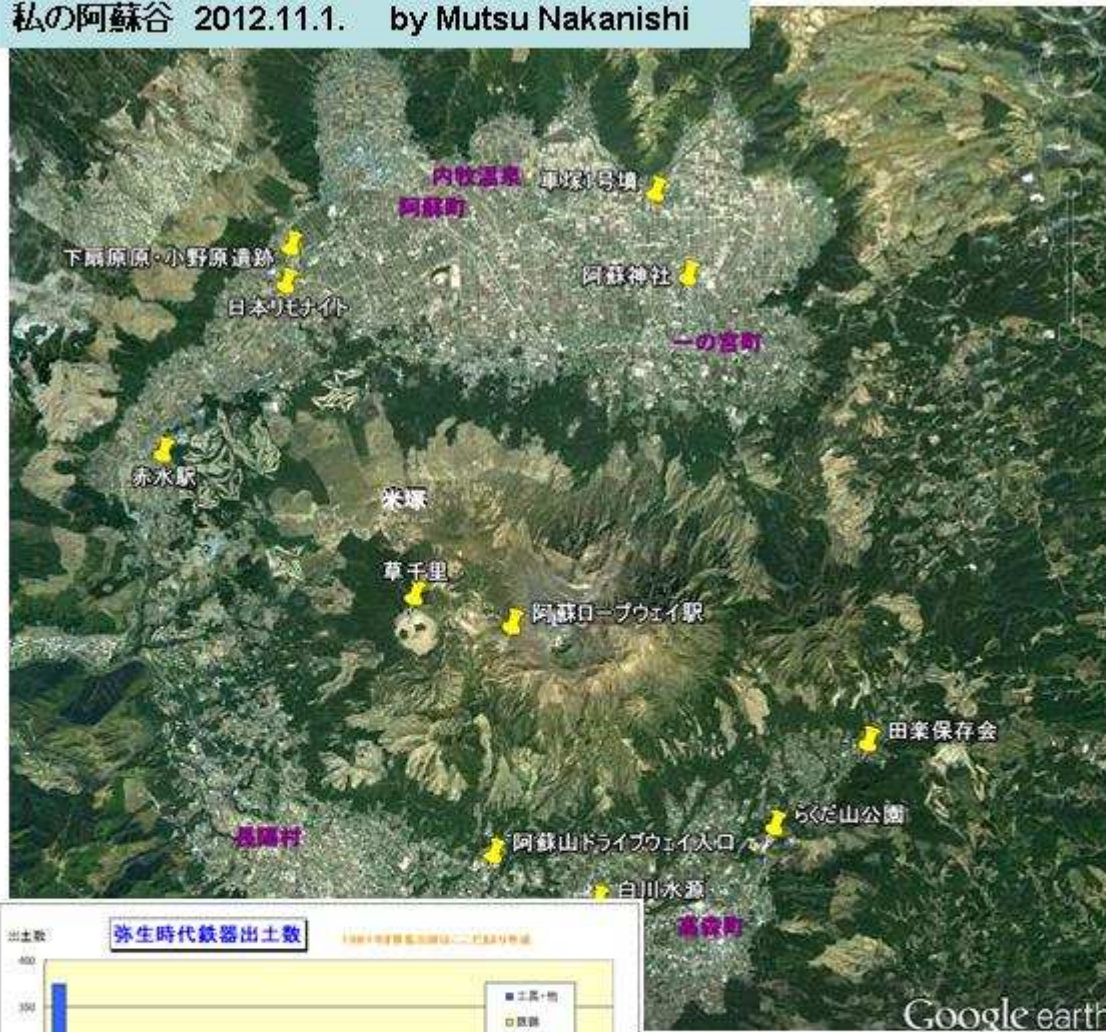 私の阿蘇谷 2012.11.1. by Mutsu Nakanishi
内牧温泉
車塚1号墳
阿蘇町
下扇原原・小野原遺跡
阿蘇神社
日本リモナイト
一の宮町
赤水駅
米塚
草千里
阿蘇ロープウェイ駅
田楽保存会
らくだ山公園
長陽村
阿蘇山ドライブウェイ入口
白川水源
高森町
出土数
弥生時代鉄器出土数
400
350
工具・他
鉄鏃
Google earth